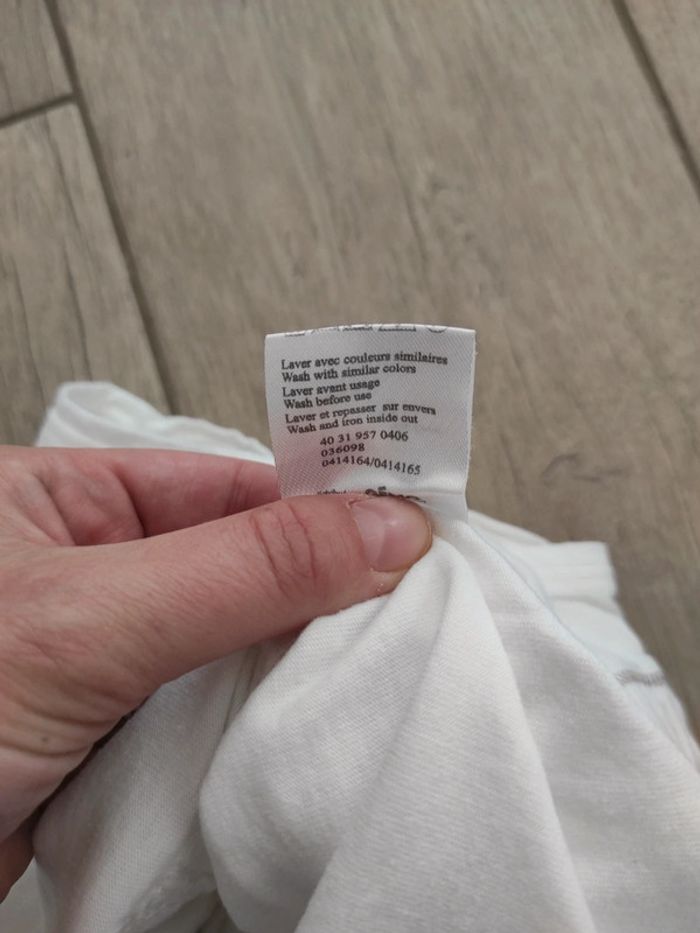 Laver avec couleurs similaires
Wash with similar colors
Laver avant usage
Wash before use
Laver et repasser sur envers
Wash and iron inside out
40 31 957 0406
036098
0414164/0414165